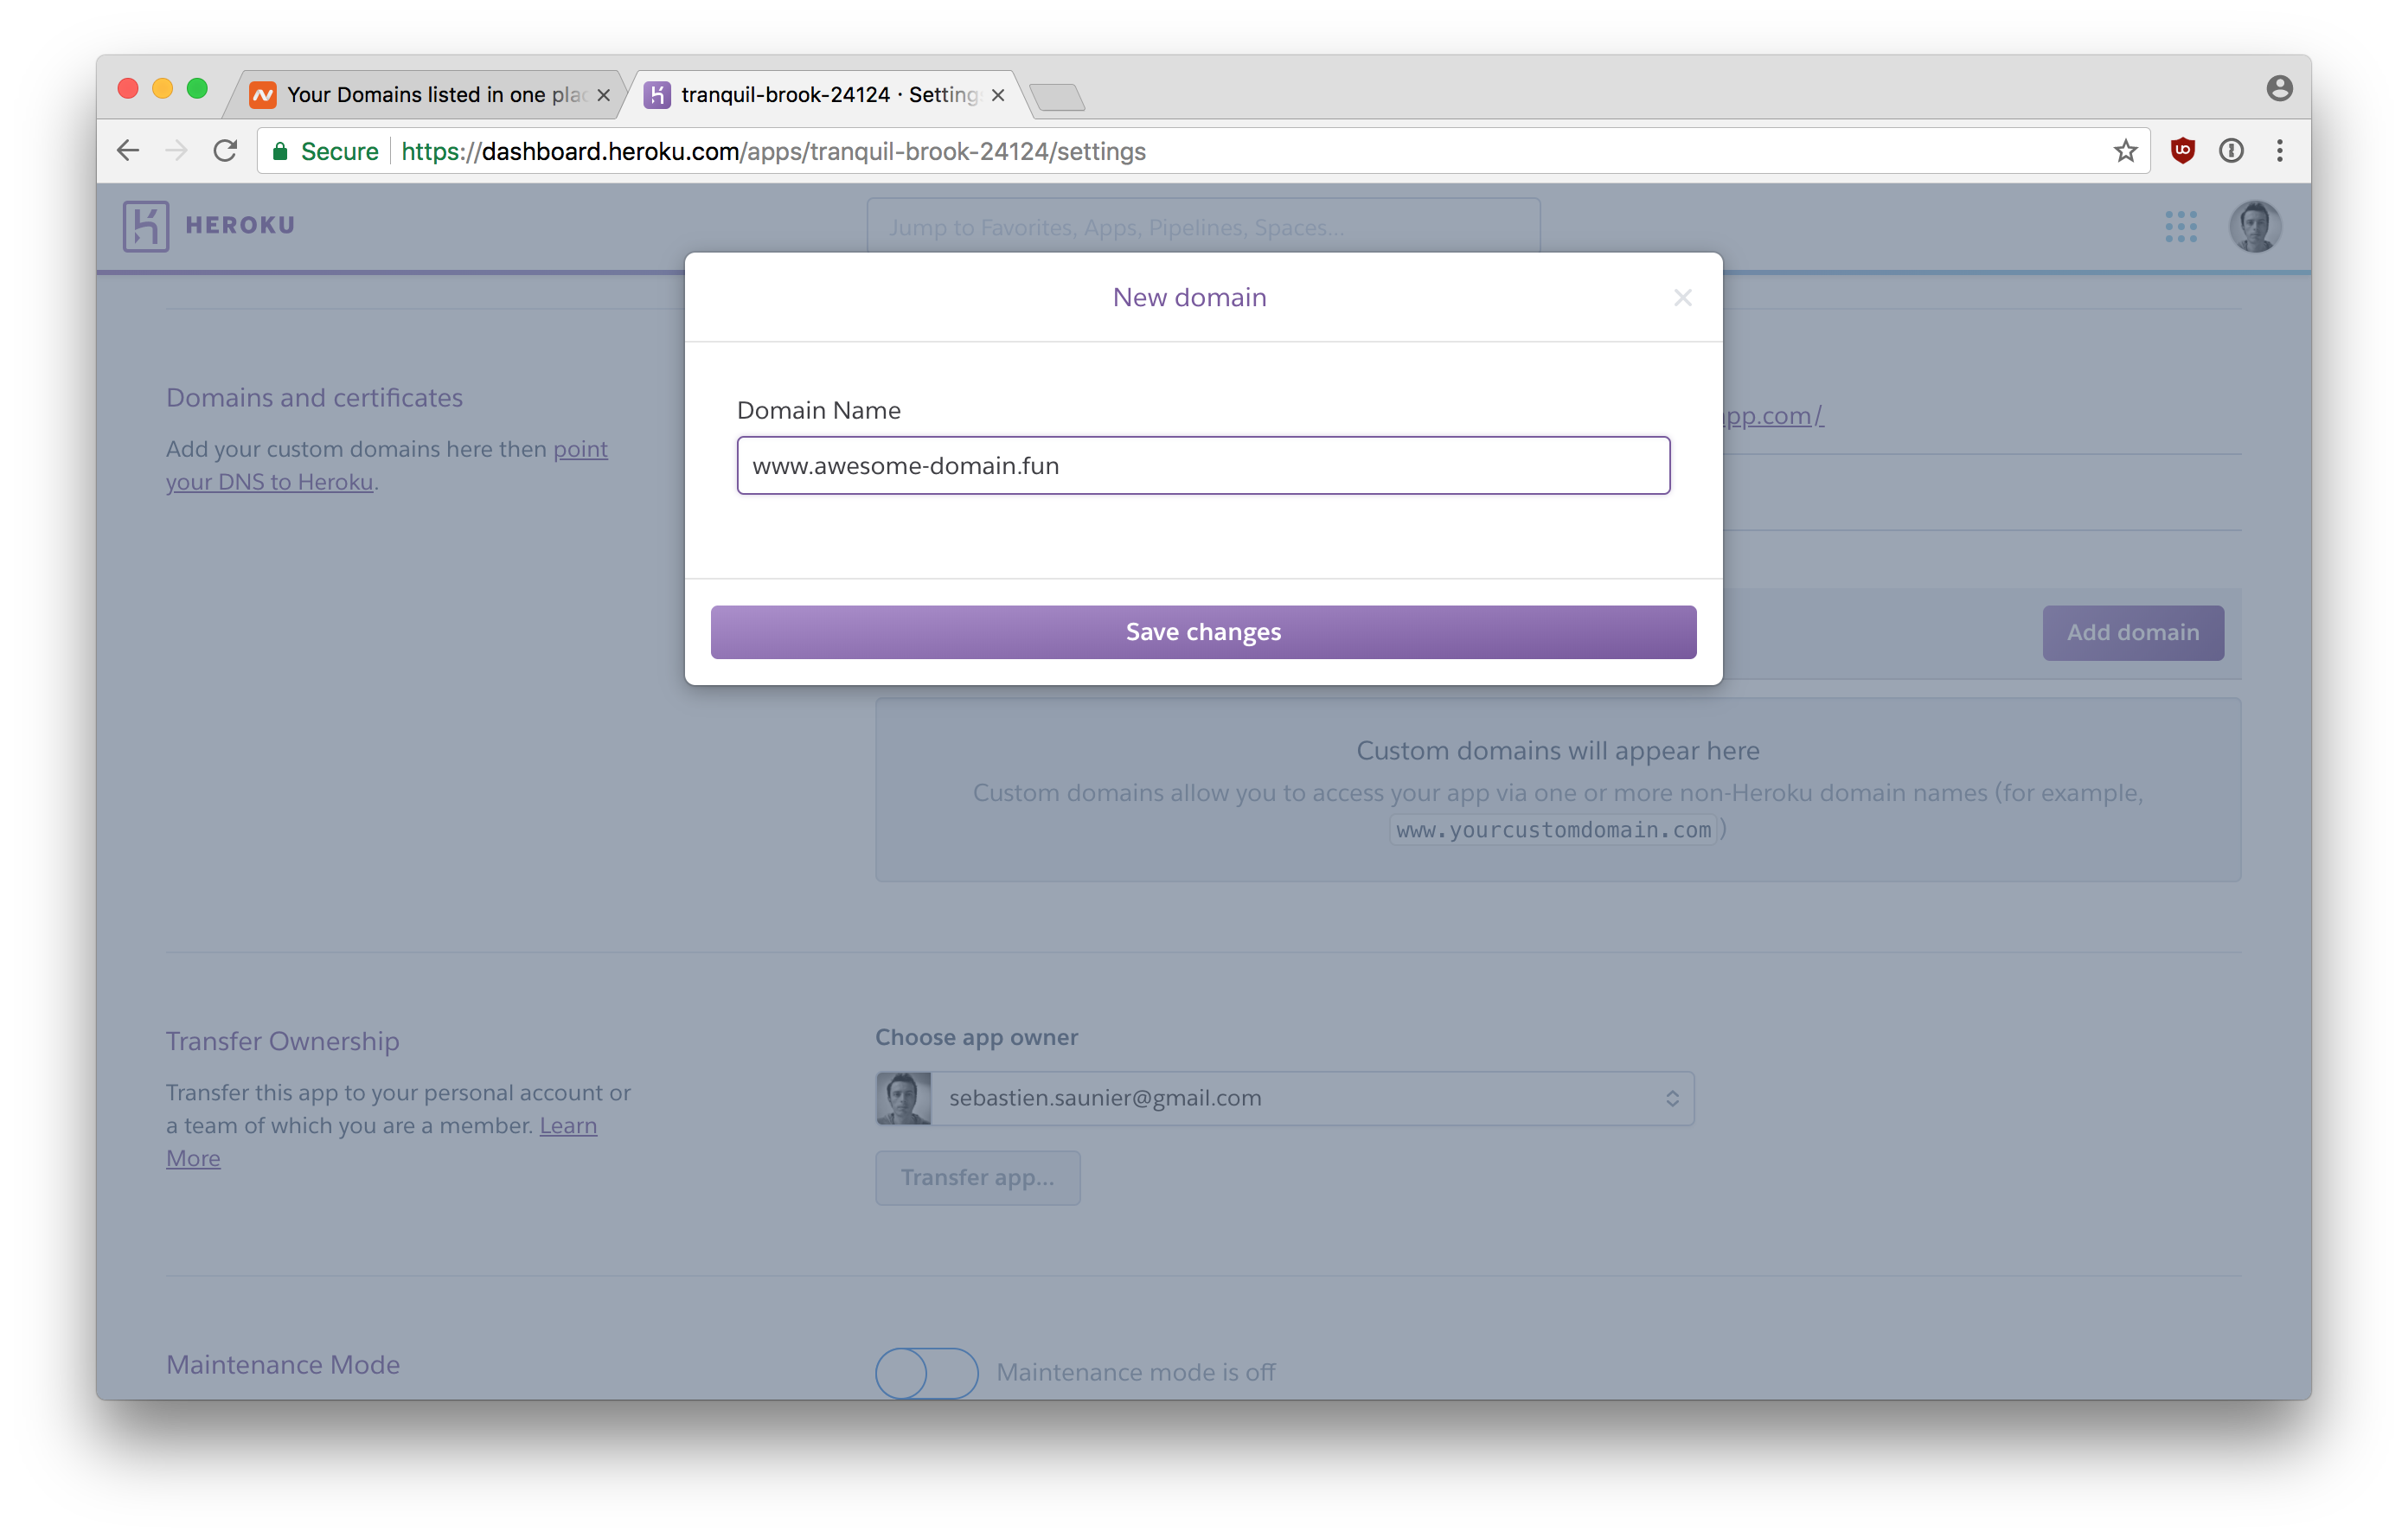 Your Domains listed in one plac
tranquil-brook-24124 · Settings
Secure
https://dashboard.heroku.com/apps/tranquil-brook-24124/settings
HEROKU
Jump to Favorites, Apps, Pipelines, Spaces...
New domain
Domain Name
www.awesome-domain.fun
Save changes
Domains and certificates
Add your custom domains here then point
your DNS to Heroku.
pp.com/
Add domain
Custom domains will appear here
Custom domains allow you to access your app via one or more non-Heroku domain names (for example,
www.yourcustomdomain.com)
Transfer Ownership
Transfer this app to your personal account or
a team of which you are a member. Learn
More
Choose app owner
sebastien.saunier@gmail.com
Transfer app...
Maintenance Mode
Maintenance mode is off